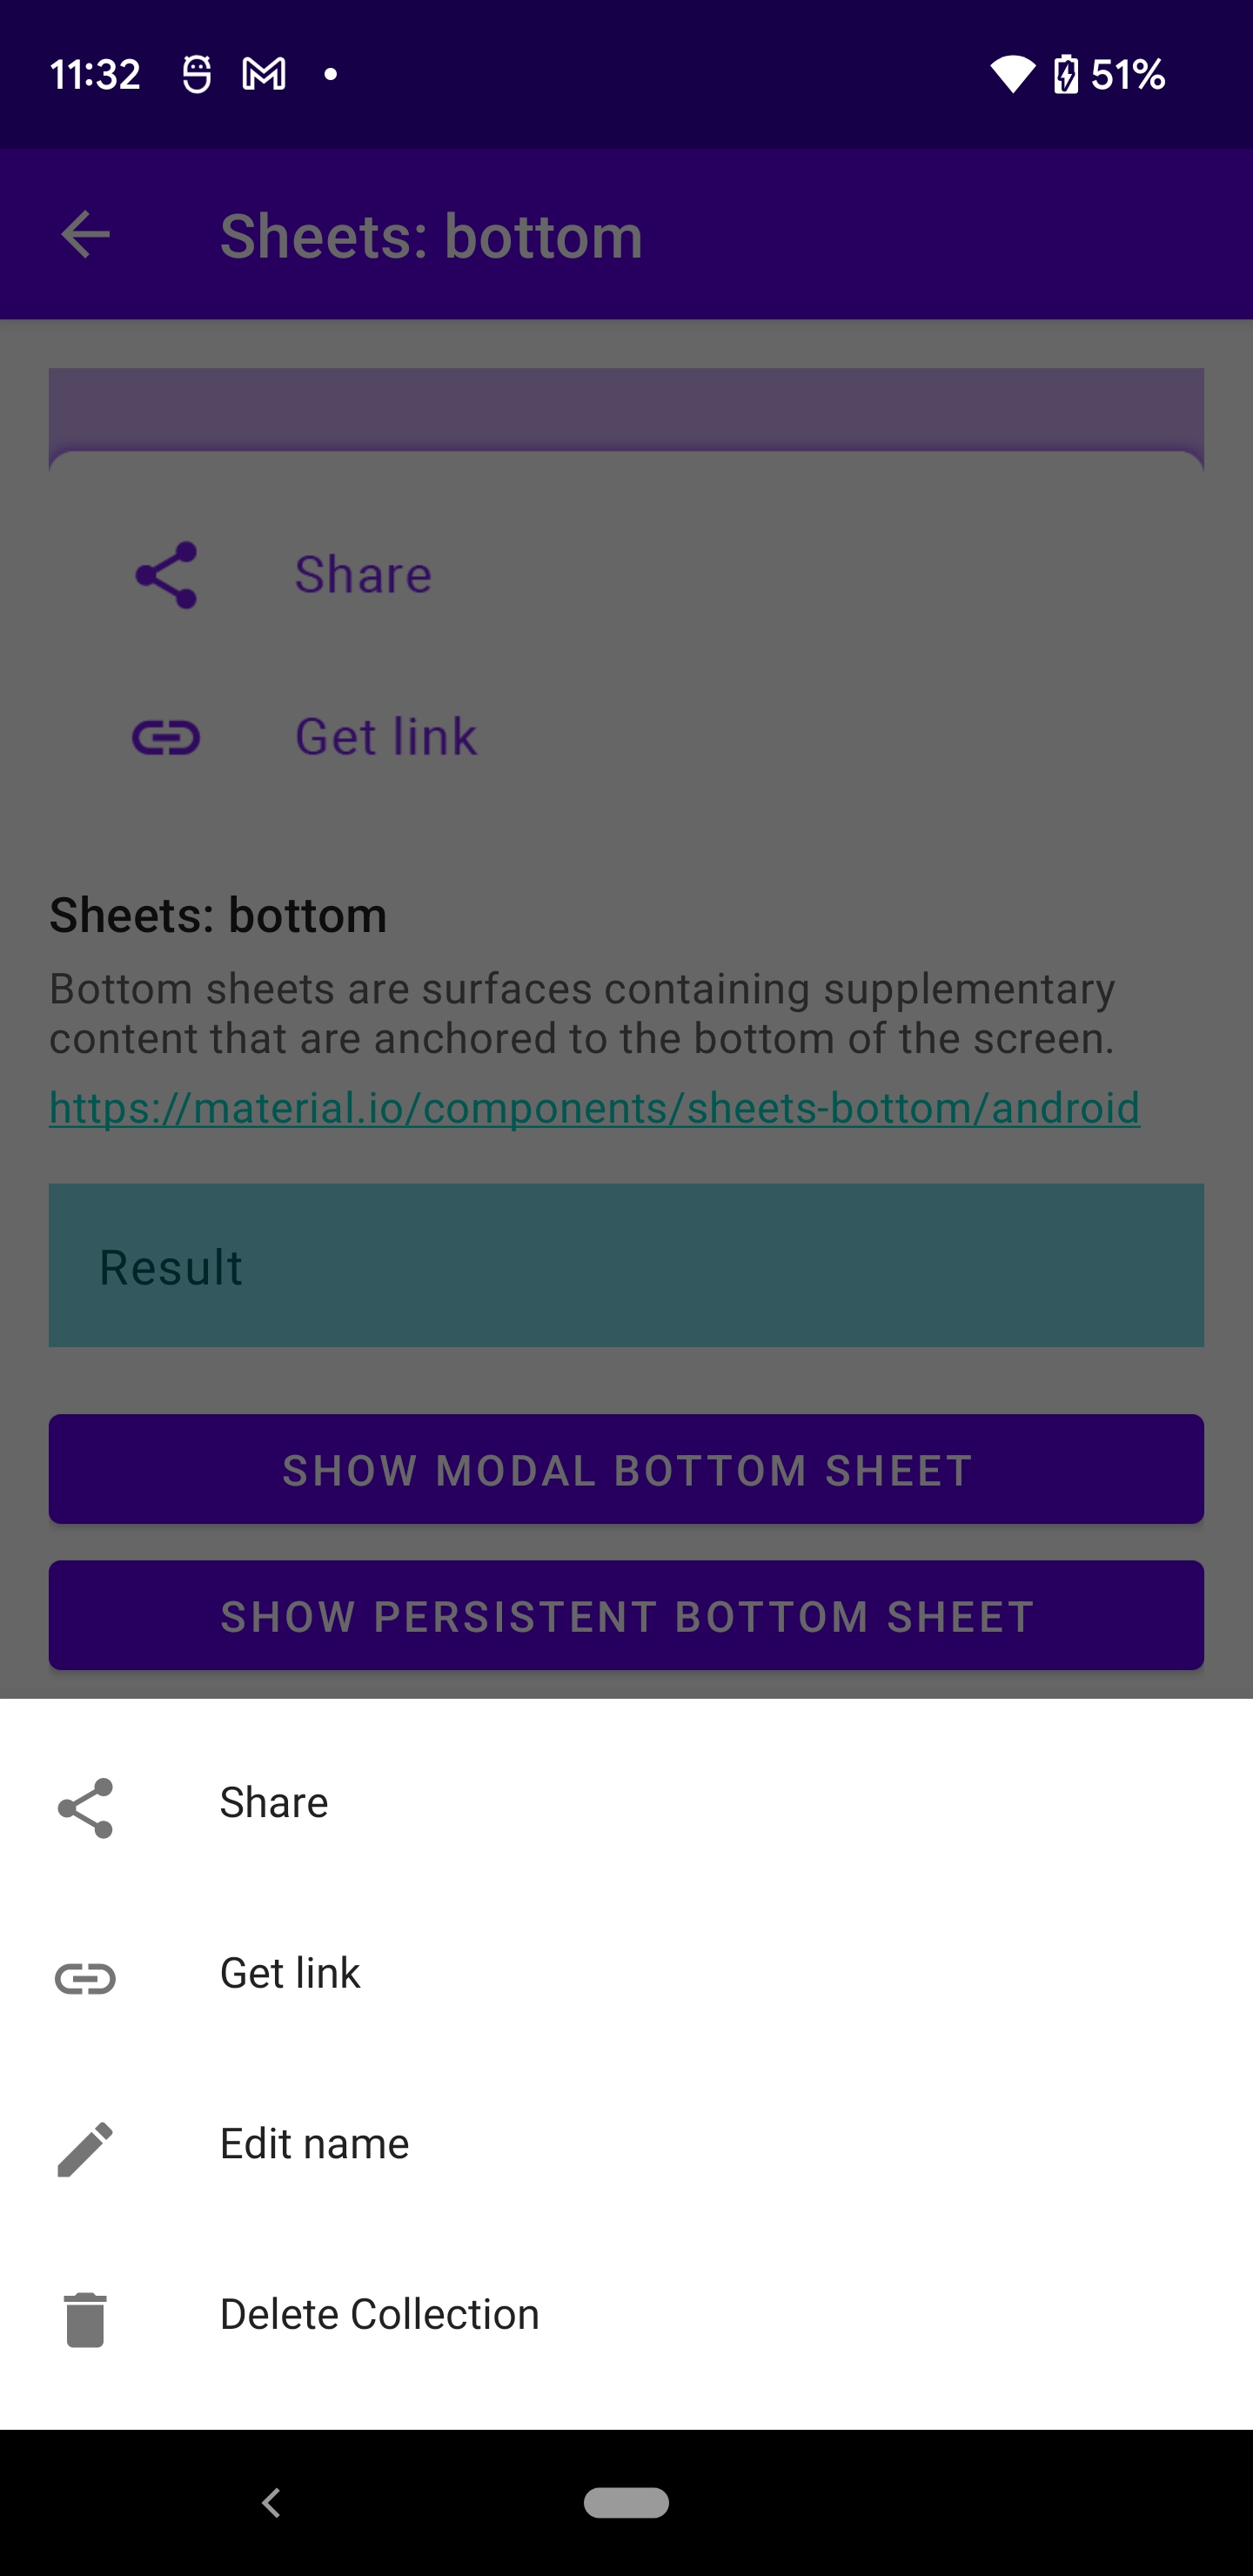 11:32
51%
Sheets: bottom
Share
Get link
Sheets: bottom
Bottom sheets are surfaces containing supplementary
content that are anchored to the bottom of the screen.
https://material.io/components/sheets-bottom/android
Result
SHOW MODAL BOTTOM SHEET
SHOW PERSISTENT BOTTOM SHEET
Share
Get link
Edit name
Delete Collection